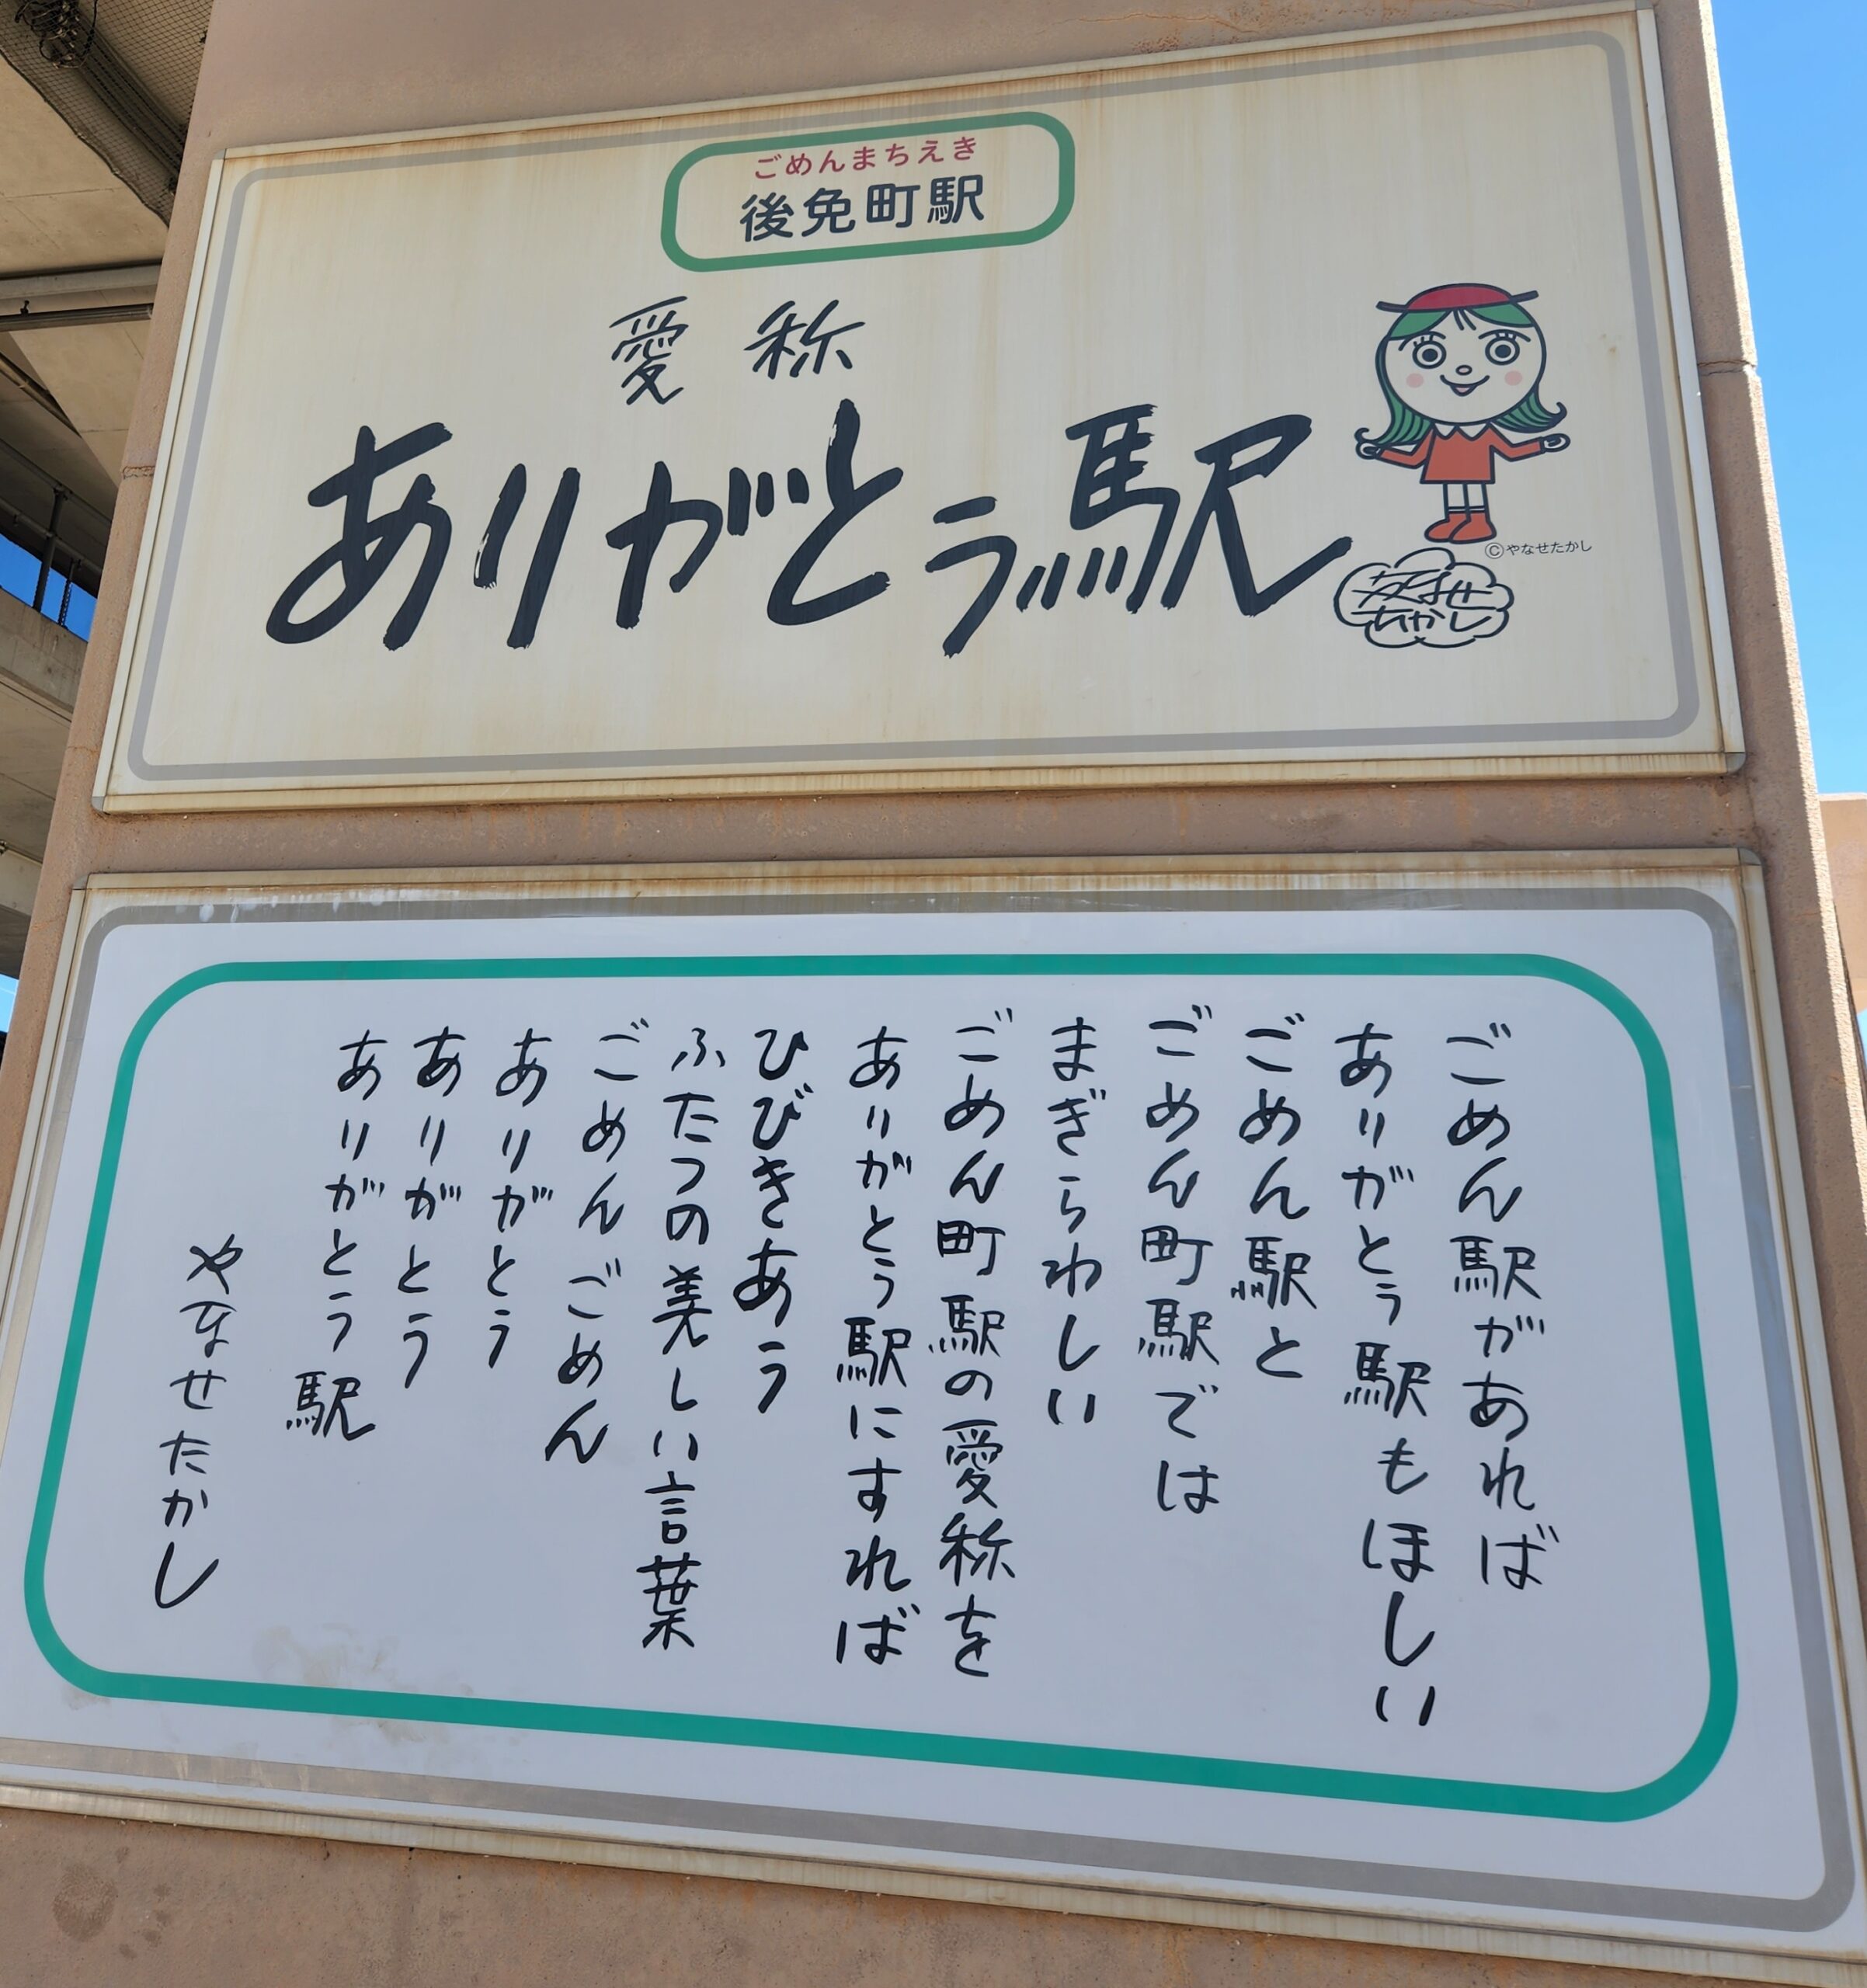 ごめんまちえき
後免町駅
愛称
ありがとう駅
©やなせたかし
やなせ
たかし
ごめん駅があれば
ありがとう駅もほしい
ごめん駅と
ごめん町駅では
まぎらわしい
ごめん町駅の愛称を
ありがとう駅にすれば
ひびきあう
ふたつの美しい言葉
ごめんごめん
ありがとう
ありがとう
ありがとう駅
やなせたかし